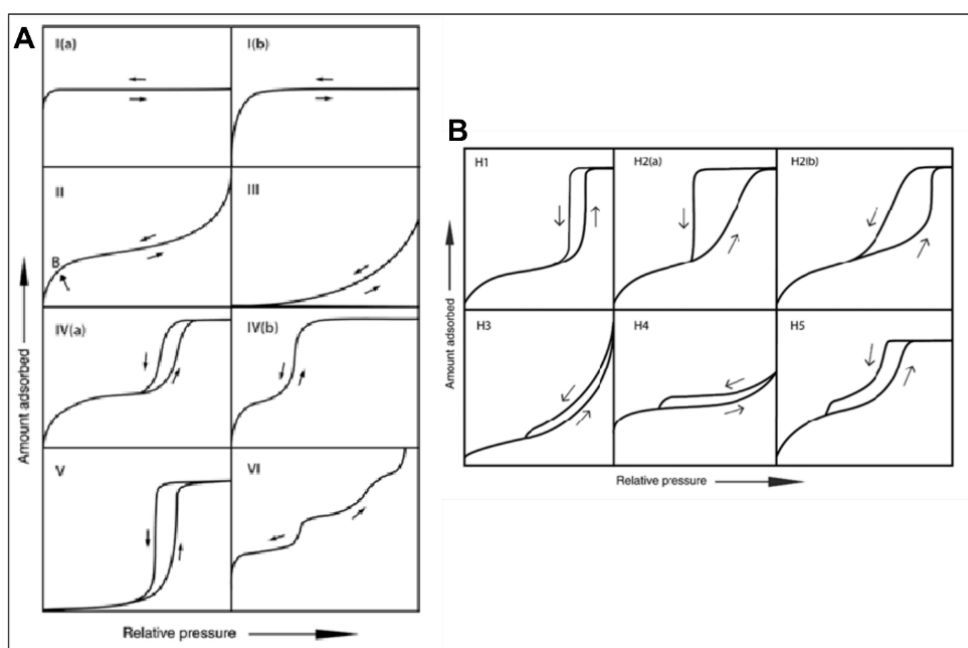 A
I(a)
I(b)
II
III
B
IV(a)
IV(b)
V
VI
Amount adsorbed
Relative pressure
B
H1
H2(a)
H2(b)
H3
H4
H5
Amount adsorbed
Relative pressure